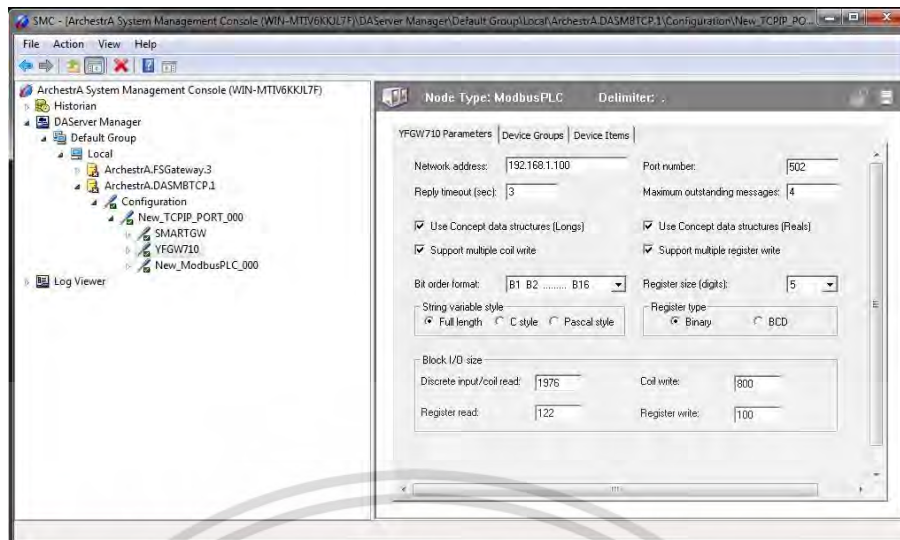 SMC - [ArchestrA System Management Console (WIN-MTIV6KKJL7F)\DAServer Manager\Default Group\Local\ArchestrA.DASMBTCP.1\Configuration\New_TCPIP_PO...
File Action View Help
ArchestrA System Management Console (WIN-MTIV6KKJL7F)
Historian
DAServer Manager
Default Group
Local
ArchestrA.FSGateway.3
ArchestrA.DASMBTCP.1
Configuration
New_TCPIP_PORT_000
SMARTGW
YFGW710
New_ModbusPLC_000
Log Viewer
Node Type: ModbusPLC Delimiter: .
YFGW710 Parameters Device Groups Device Items
Network address: 192.168.1.100 Port number: 502
Reply timeout (sec): 3 Maximum outstanding messages: 4
Use Concept data structures (Longs) Use Concept data structures (Reals)
Support multiple coil write Support multiple register write
Bit order format: B1 B2 ........ B16 Register size (digits): 5
String variable style Register type
Full length C style Pascal style Binary BCD
Block I/O size
Discrete input/coil read: 1976 Coil write: 800
Register read: 122 Register write: 100